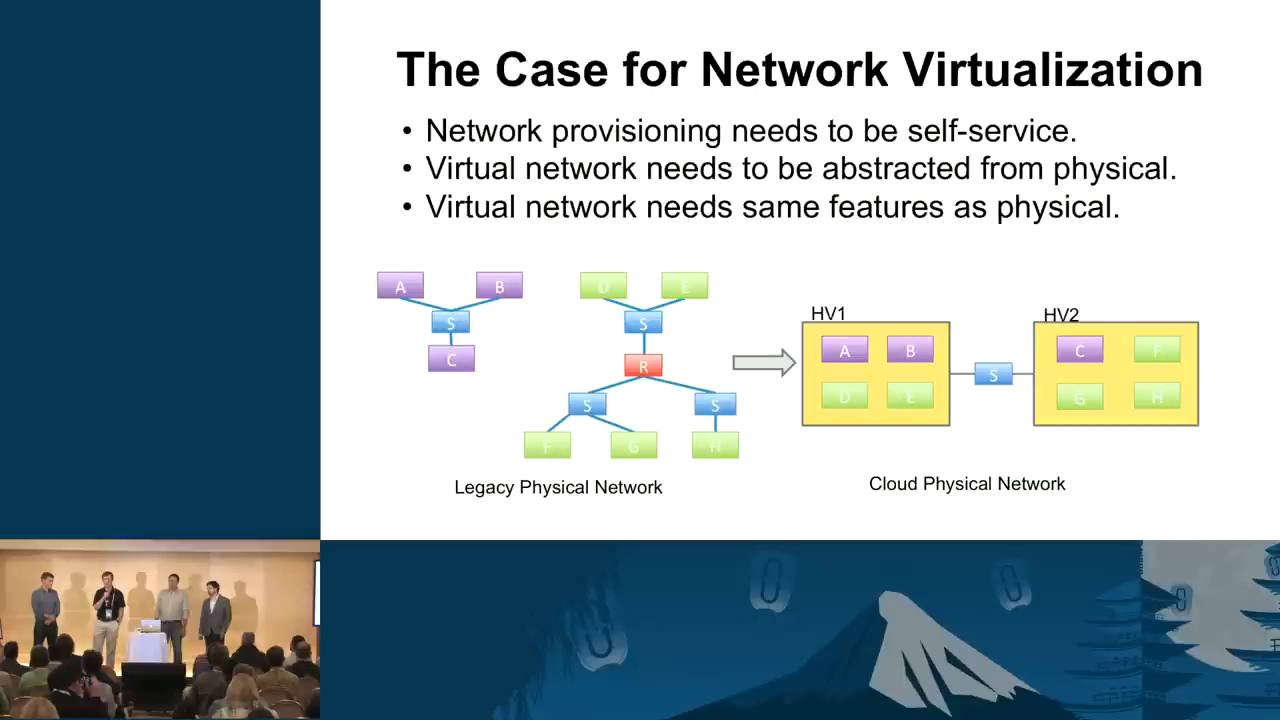 The Case for Network Virtualization
• Network provisioning needs to be self-service.
• Virtual network needs to be abstracted from physical.
• Virtual network needs same features as physical.
A B D E
S S
C R
S S
F G H
Legacy Physical Network
HV1 HV2
A B S C F
D E G H
Cloud Physical Network